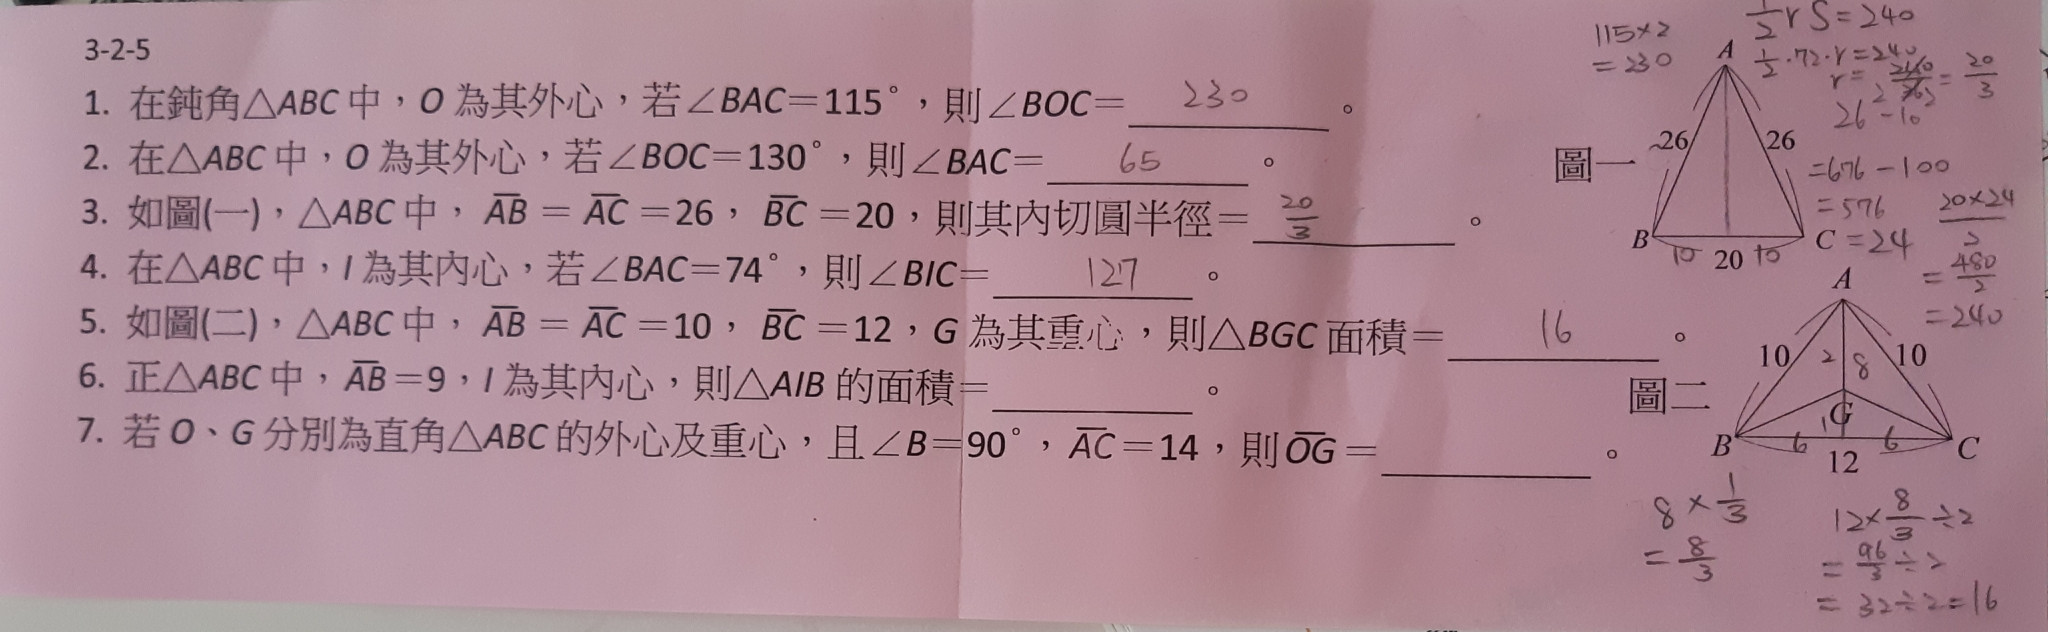 3-2-5
1. 在鈍角△ABC中，O為其外心，若∠BAC＝115°，則∠BOC＝ 230 。
2. 在△ABC中，O為其外心，若∠BOC＝130°，則∠BAC＝ 65 。
3. 如圖(一)，△ABC中， AB ＝ AC ＝26， BC ＝20，則其內切圓半徑＝ 20/3 。
4. 在△ABC中，I為其內心，若∠BAC＝74°，則∠BIC＝ 127 。
5. 如圖(二)，△ABC中， AB ＝ AC ＝10， BC ＝12，G為其重心，則△BGC面積＝ 16 。
6. 正△ABC中，AB＝9，I為其內心，則△AIB的面積＝ 。
7. 若O、G分別為直角△ABC的外心及重心，且∠B＝90°，AC＝14，則OG＝ 。
115×2
=230
1/2 r S = 240
1/2·72·r=240
r= = 20/3
26-10
=676-100
=576
=24
20×24
2
= 480/2
=240
圖一
A
26 26
B C
10 20 10
圖二
A
10 10
2 8
G
1
B C
6 6
12
8×1/3
= 8/3
12×8/3÷2
= 96/3÷2
= 32÷2=16